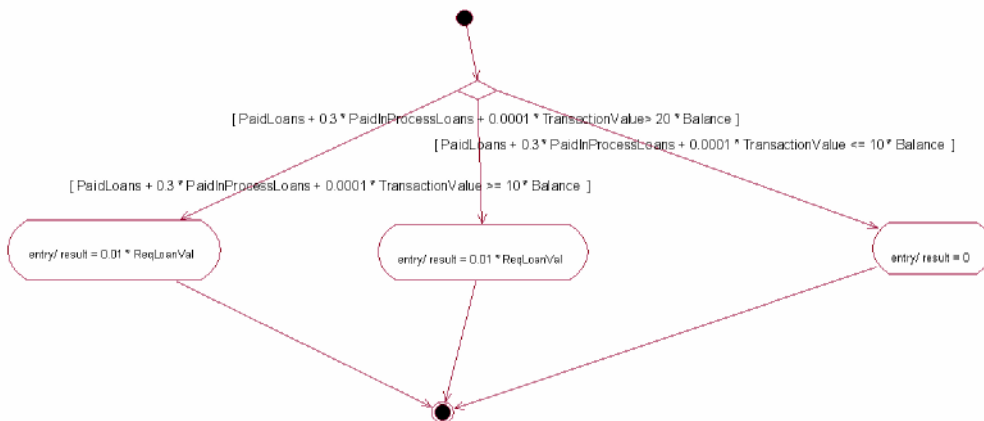 [ PaidLoans + 0.3 * PaidInProcessLoans + 0.0001 * TransactionValue> 20 * Balance ]
[ PaidLoans + 0.3 * PaidInProcessLoans + 0.0001 * TransactionValue <= 10 * Balance ]
[ PaidLoans + 0.3 * PaidInProcessLoans + 0.0001 * TransactionValue >= 10 * Balance ]
entry/ result = 0.01 * ReqLoanVal
entry/ result = 0.01 * ReqLoanVal
entry/ result = 0